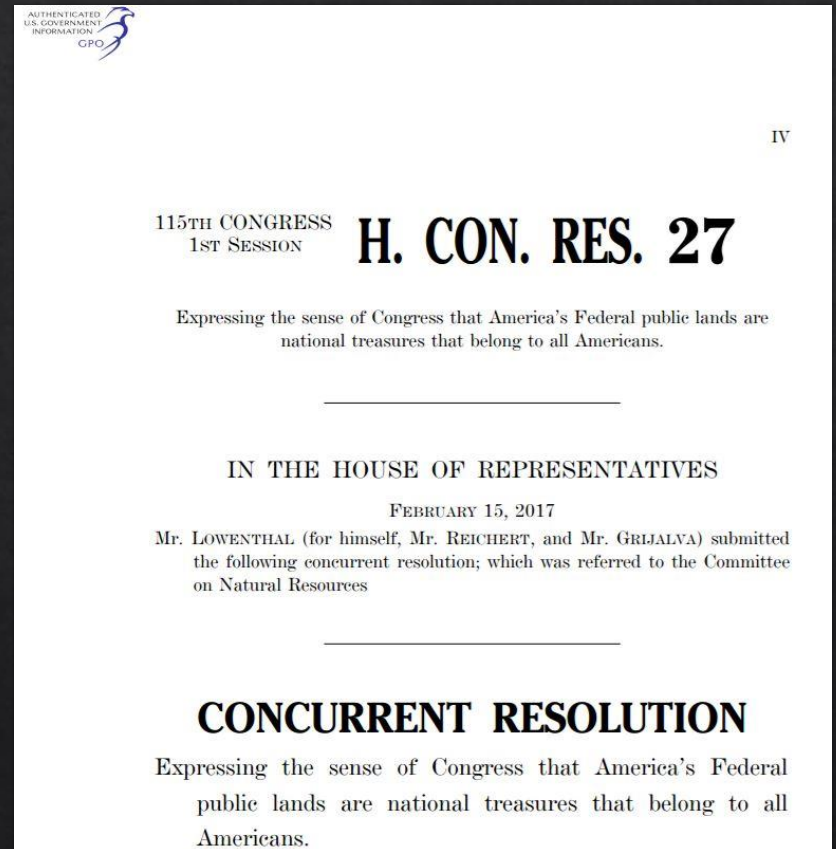 AUTHENTICATED
U.S. GOVERNMENT
INFORMATION
GPO
IV
115TH CONGRESS
1ST SESSION
H. CON. RES. 27
Expressing the sense of Congress that America's Federal public lands are
national treasures that belong to all Americans.
IN THE HOUSE OF REPRESENTATIVES
FEBRUARY 15, 2017
Mr. LOWENTHAL (for himself, Mr. REICHERT, and Mr. GRIJALVA) submitted
the following concurrent resolution; which was referred to the Committee
on Natural Resources
CONCURRENT RESOLUTION
Expressing the sense of Congress that America's Federal
public lands are national treasures that belong to all
Americans.